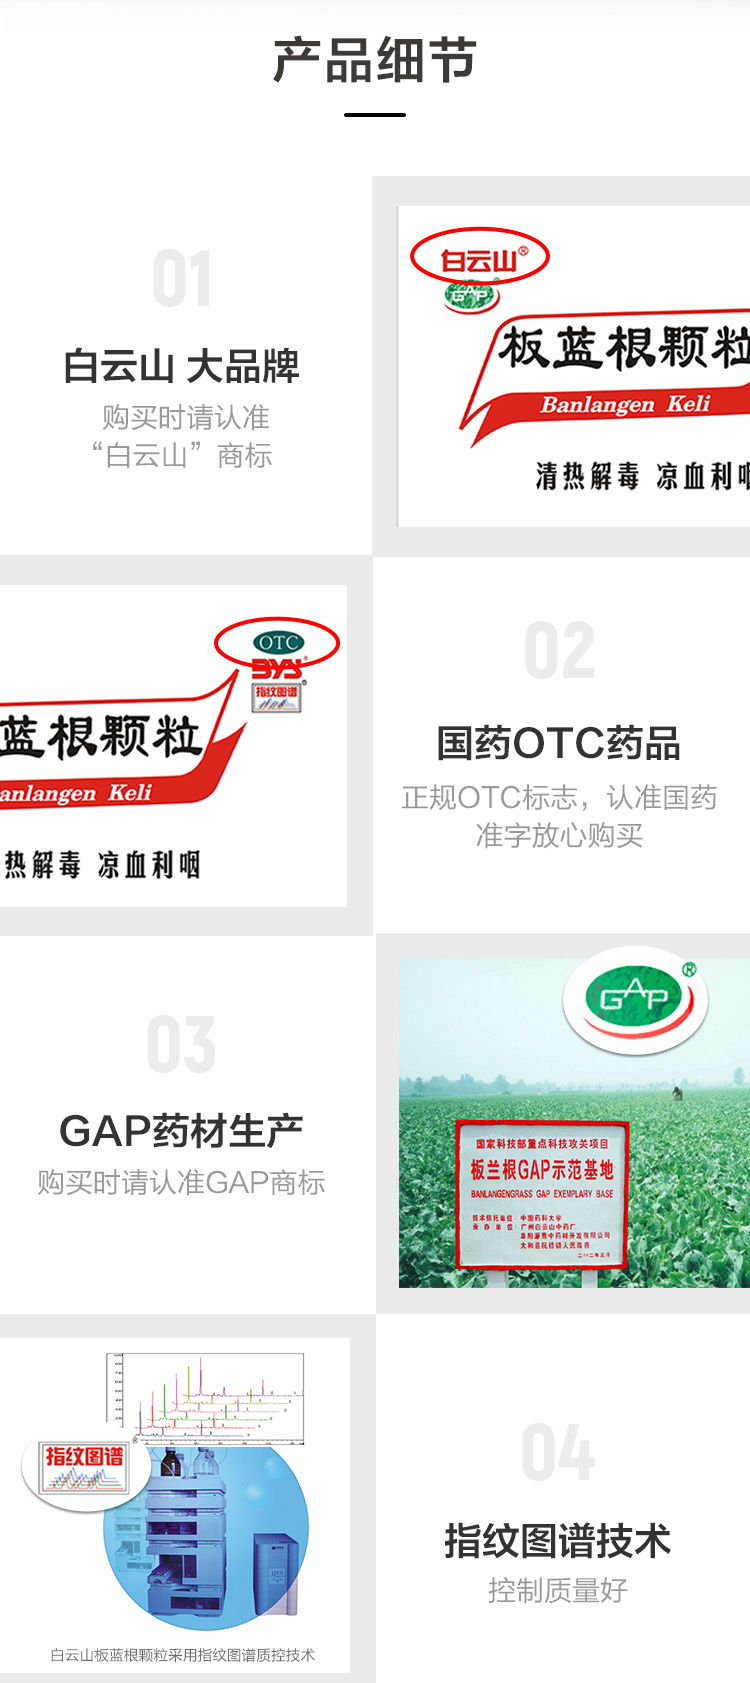 产品细节
01
白云山 大品牌
购买时请认准
“白云山”商标
白云山®
GAP
板蓝根颗粒
Banlangen Keli
清热解毒 凉血利咽
OTC
BYS
指纹图谱
蓝根颗粒
anlangen Keli
热解毒 凉血利咽
02
国药OTC药品
正规OTC标志，认准国药
准字放心购买
03
GAP药材生产
购买时请认准GAP商标
GAP®
国家科技部重点科技攻关项目
板兰根GAP示范基地
BANLANGENGRASS GAP EXEMPLARY BASE
技术依托单位：中国药科大学
承办单位：广州白云山中药厂
阜阳源青中药材开发有限公司
太和县阮桥镇人民政府
二〇〇二年三月
指纹图谱
白云山板蓝根颗粒采用指纹图谱质控技术
04
指纹图谱技术
控制质量好